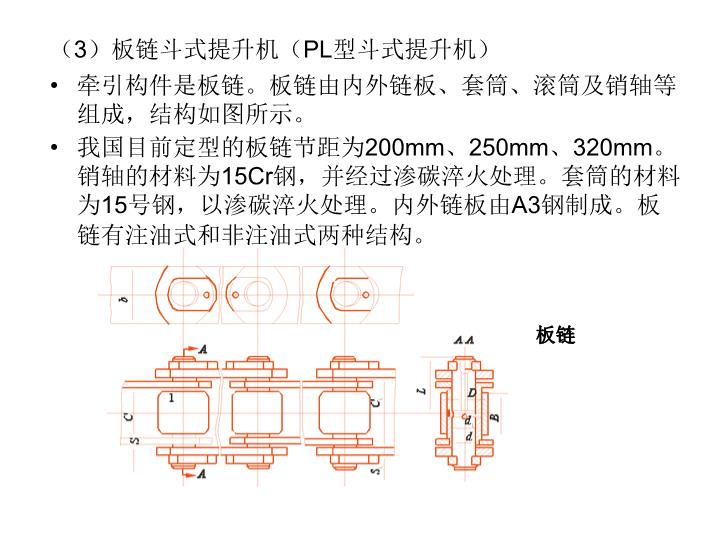 （3）板链斗式提升机（PL型斗式提升机）
• 牵引构件是板链。板链由内外链板、套筒、滚筒及销轴等
组成，结构如图所示。
• 我国目前定型的板链节距为200mm、250mm、320mm。
销轴的材料为15Cr钢，并经过渗碳淬火处理。套筒的材料
为15号钢，以渗碳淬火处理。内外链板由A3钢制成。板
链有注油式和非注油式两种结构。
δ
板链
A
A A
1
L
D
C
C
d
B
S
d
S
A